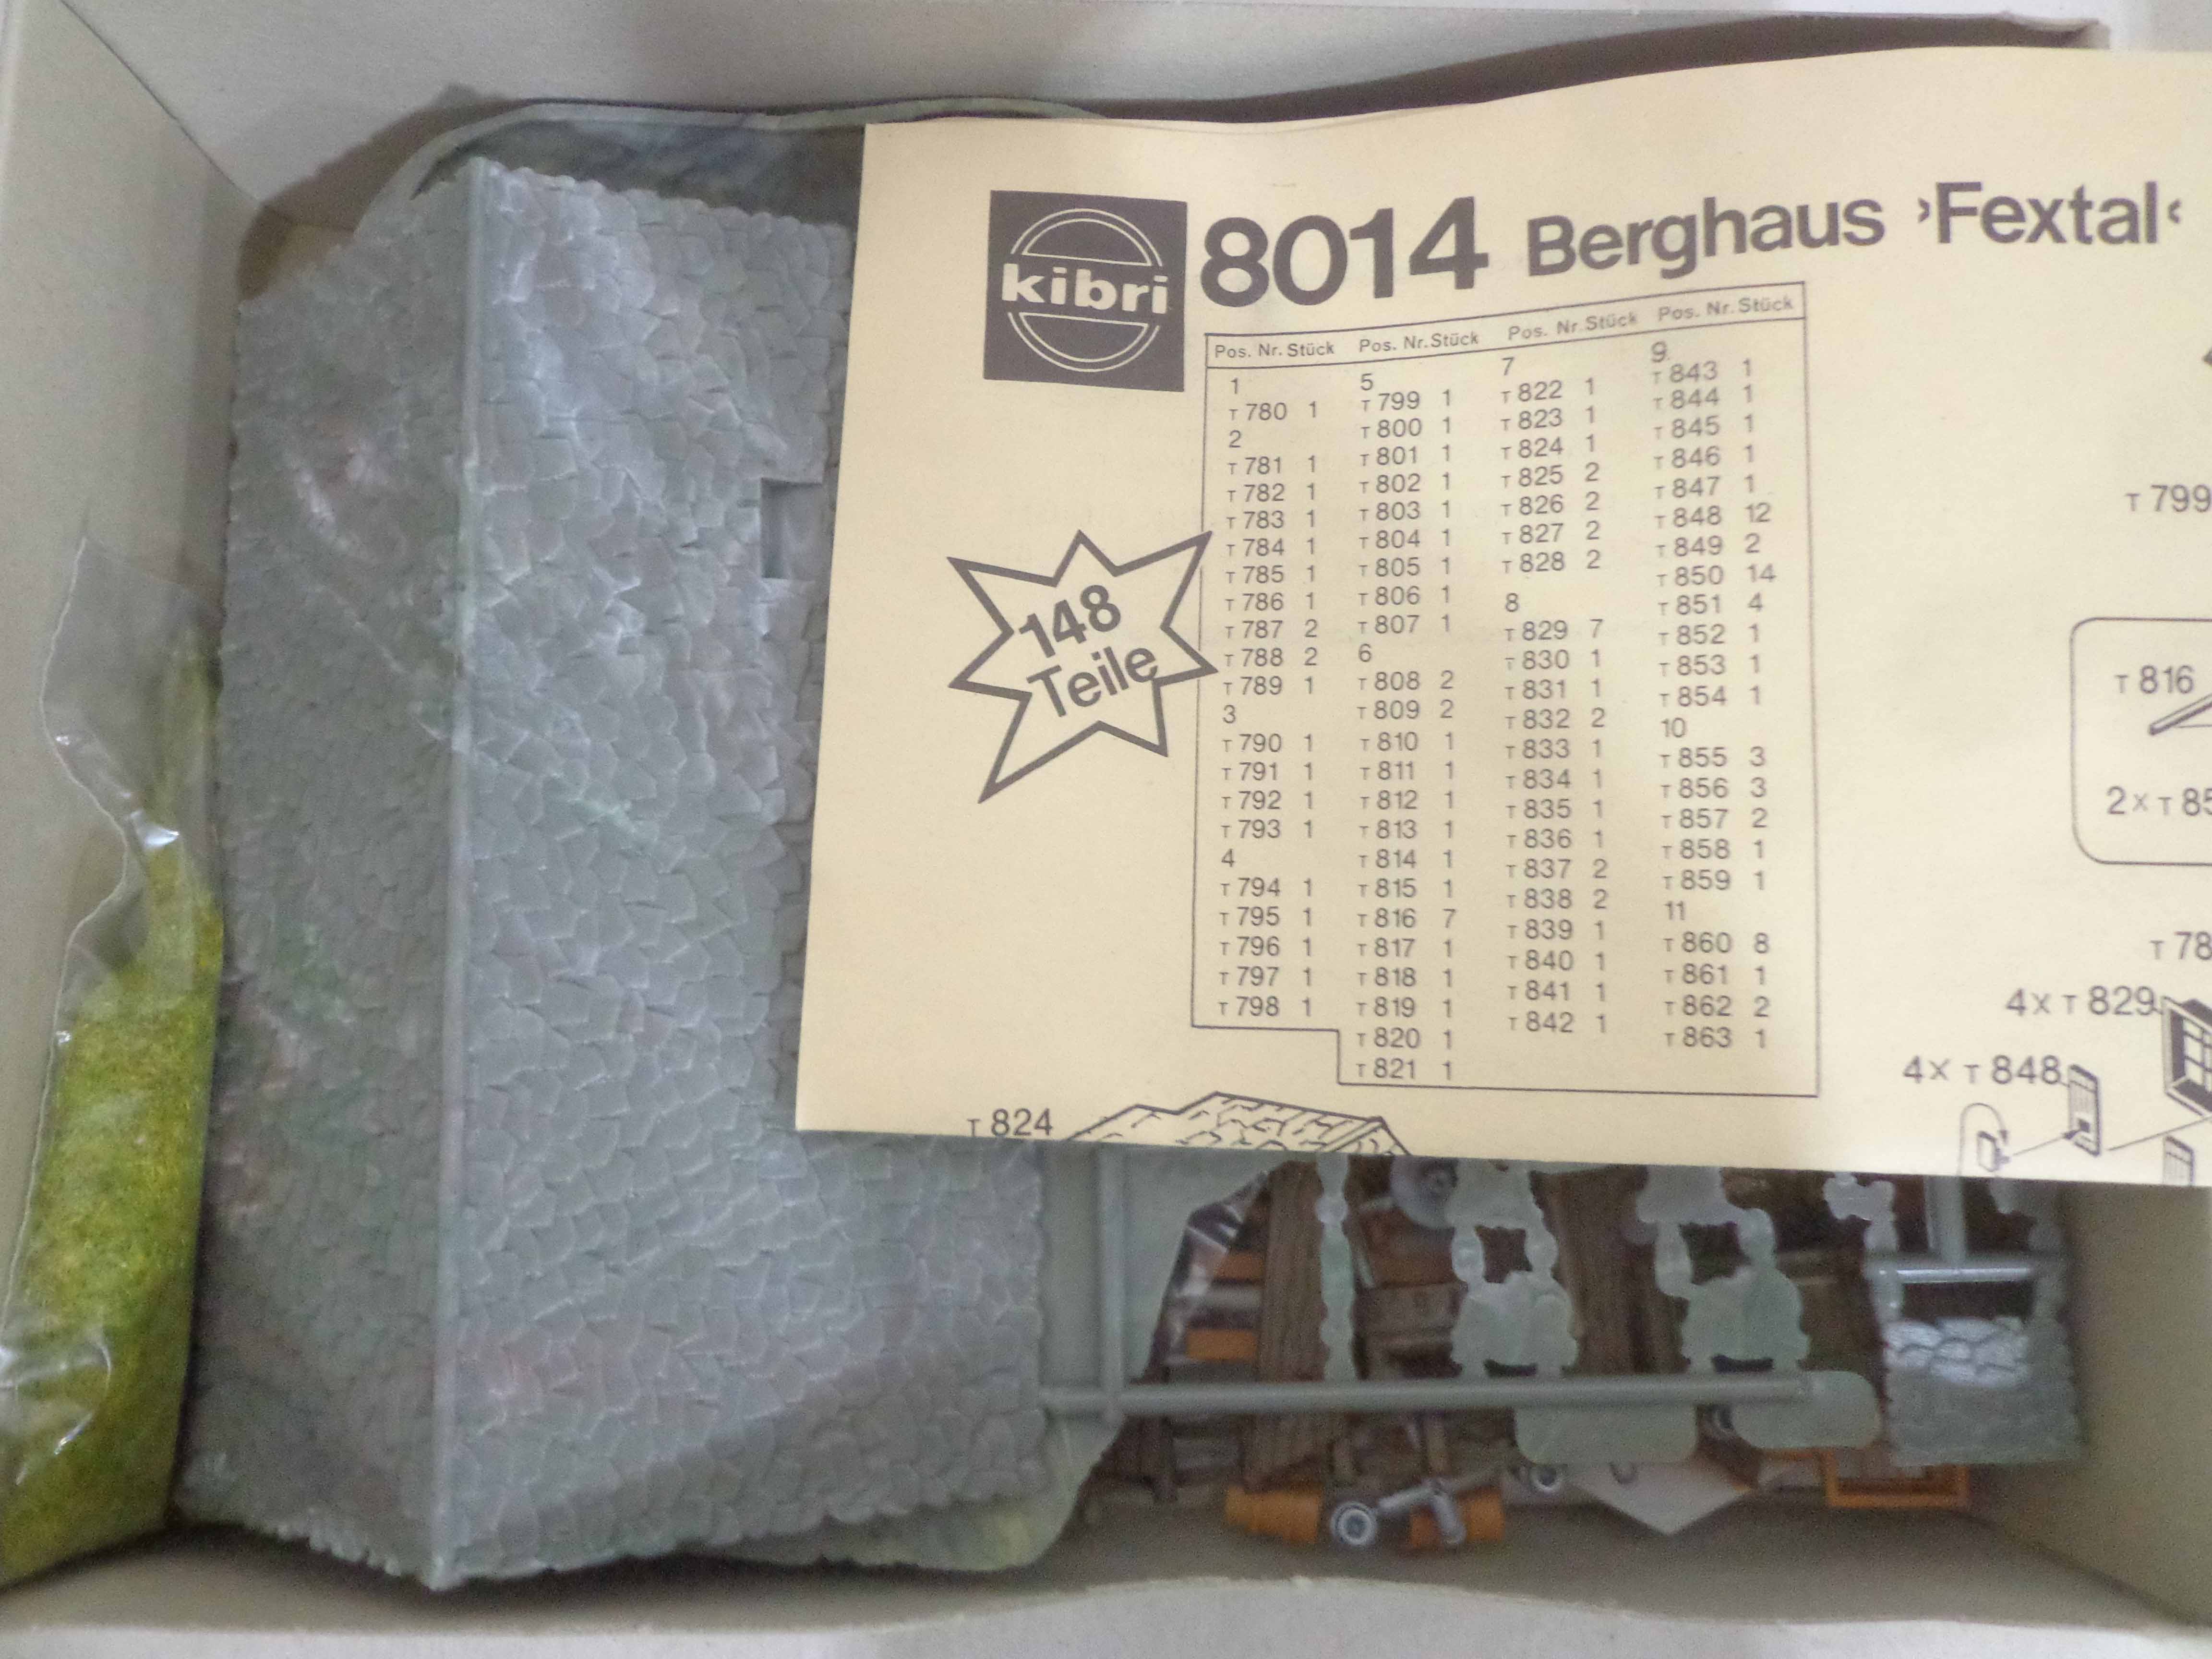 kibri
8014 Berghaus ›Fextal‹
148
Teile
Pos. Nr. Stück Pos. Nr. Stück Pos. Nr. Stück Pos. Nr. Stück
1
T 780 1
2
T 781 1
T 782 1
T 783 1
T 784 1
T 785 1
T 786 1
T 787 2
T 788 2
T 789 1
3
T 790 1
T 791 1
T 792 1
T 793 1
4
T 794 1
T 795 1
T 796 1
T 797 1
T 798 1
5
T 799 1
T 800 1
T 801 1
T 802 1
T 803 1
T 804 1
T 805 1
T 806 1
T 807 1
6
T 808 2
T 809 2
T 810 1
T 811 1
T 812 1
T 813 1
T 814 1
T 815 1
T 816 7
T 817 1
T 818 1
T 819 1
T 820 1
T 821 1
7
T 822 1
T 823 1
T 824 1
T 825 2
T 826 2
T 827 2
T 828 2
8
T 829 7
T 830 1
T 831 1
T 832 2
T 833 1
T 834 1
T 835 1
T 836 1
T 837 2
T 838 2
T 839 1
T 840 1
T 841 1
T 842 1
9
T 843 1
T 844 1
T 845 1
T 846 1
T 847 1
T 848 12
T 849 2
T 850 14
T 851 4
T 852 1
T 853 1
T 854 1
10
T 855 3
T 856 3
T 857 2
T 858 1
T 859 1
11
T 860 8
T 861 1
T 862 2
T 863 1
T 799
T 816
2x T 85
T 78
4x T 829
4x T 848
T 824